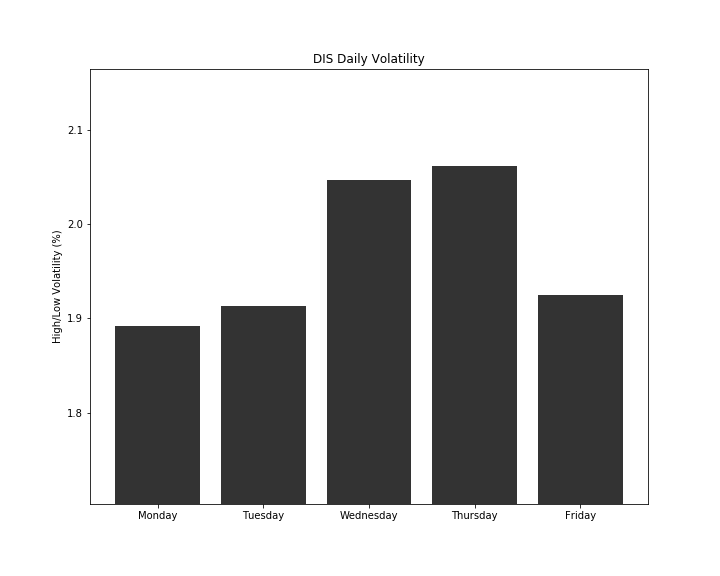 DIS Daily Volatility
High/Low Volatility (%)
2.1
2.0
1.9
1.8
Monday Tuesday Wednesday Thursday Friday